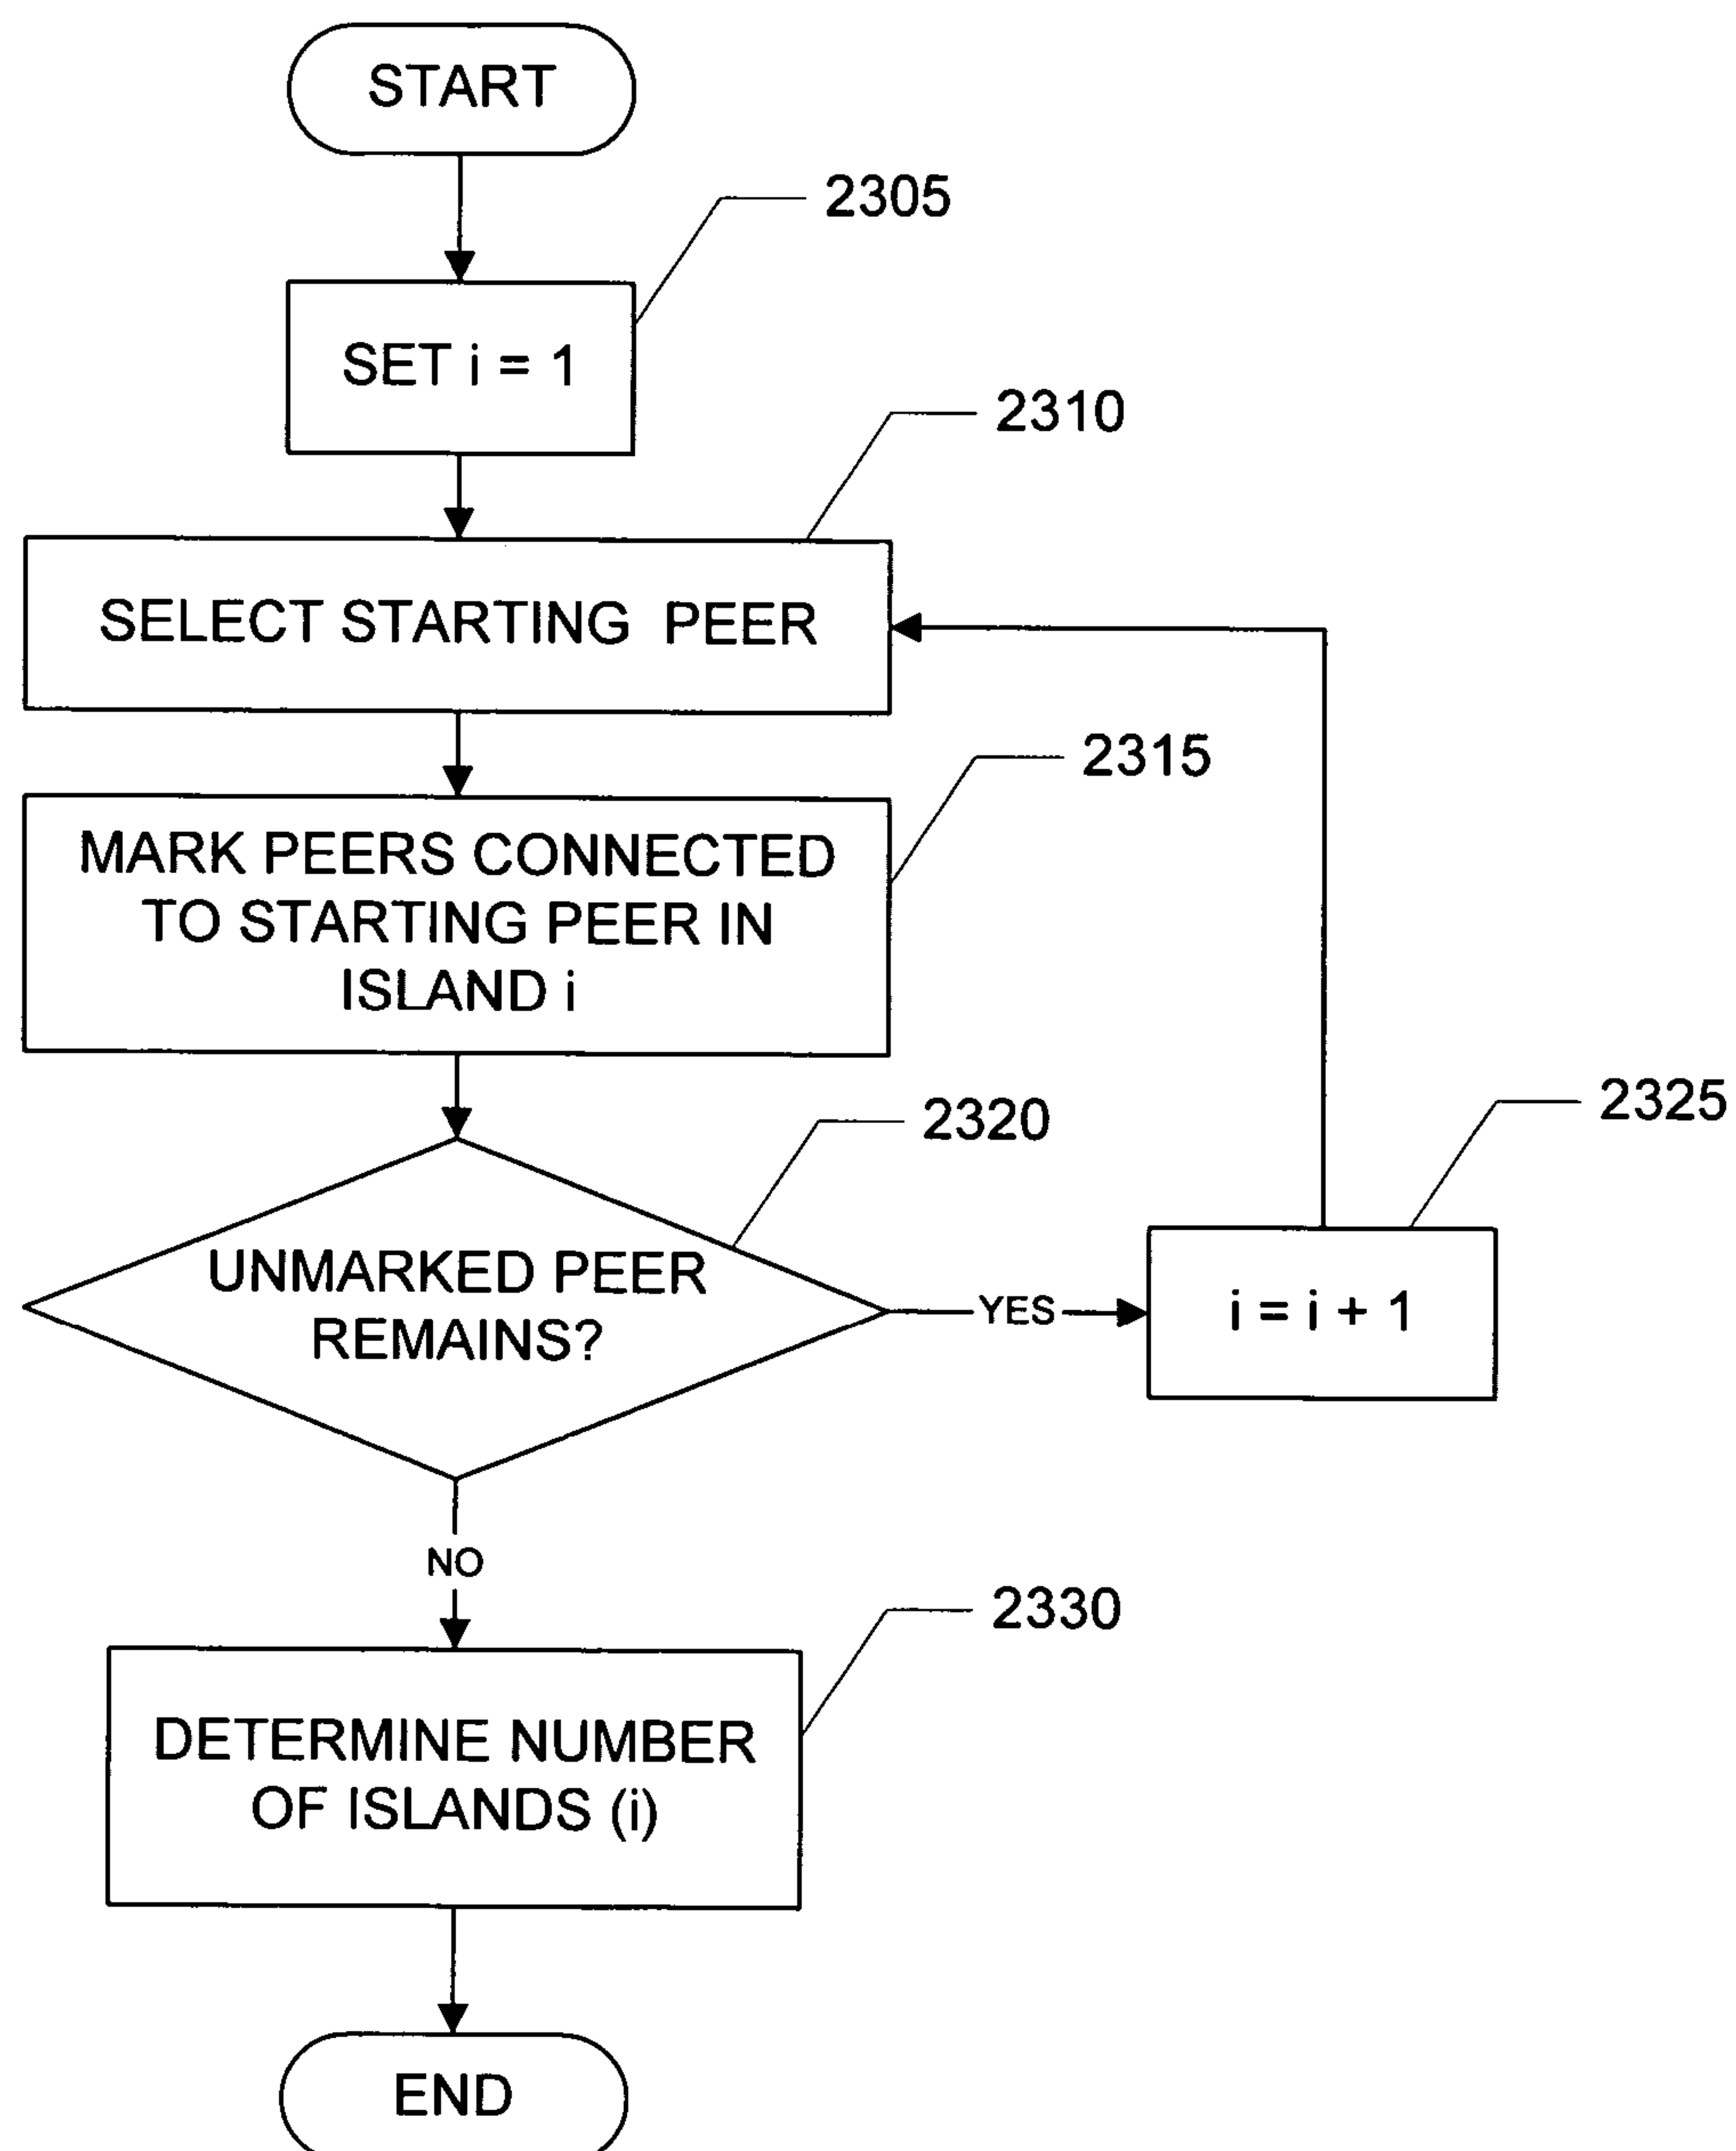 START
2305
SET i = 1
2310
SELECT STARTING PEER
2315
MARK PEERS CONNECTED
TO STARTING PEER IN
ISLAND i
2320
UNMARKED PEER
REMAINS?
YES
2325
i = i + 1
NO
2330
DETERMINE NUMBER
OF ISLANDS (i)
END